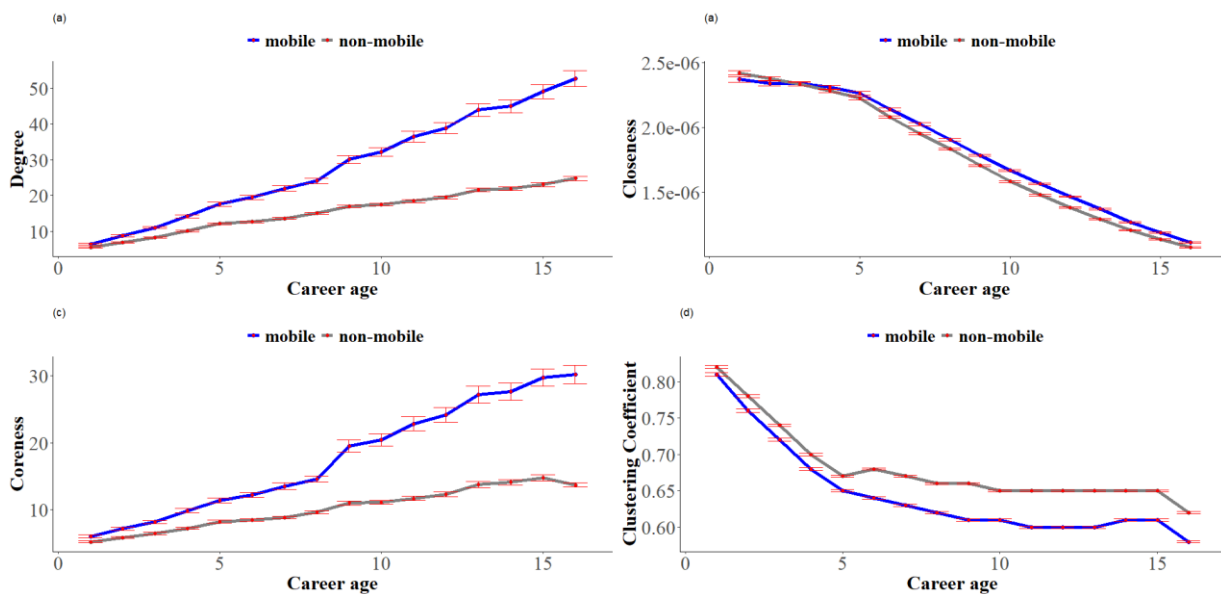 (a)
mobile non-mobile
50
40
30
20
10
Degree
0 5 10 15
Career age
(a)
mobile non-mobile
2.5e-06
2.0e-06
1.5e-06
Closeness
0 5 10 15
Career age
(c)
mobile non-mobile
30
20
10
Coreness
0 5 10 15
Career age
(d)
mobile non-mobile
0.80
0.75
0.70
0.65
0.60
Clustering Coefficient
0 5 10 15
Career age